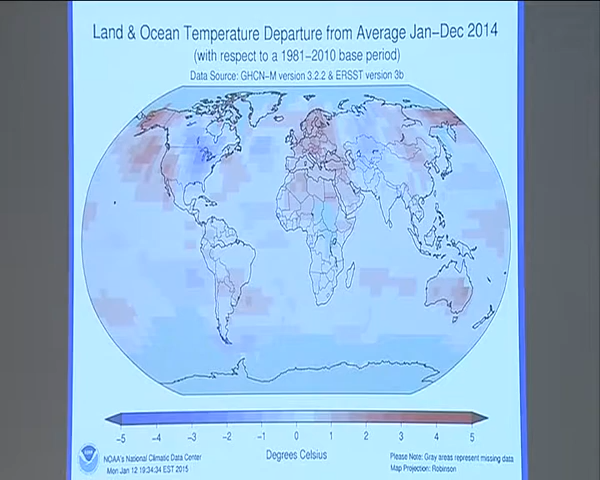 Land & Ocean Temperature Departure from Average Jan–Dec 2014
(with respect to a 1981–2010 base period)
Data Source: GHCN–M version 3.2.2 & ERSST version 3b
–5 –4 –3 –2 –1 0 1 2 3 4 5
NOAA's National Climatic Data Center
Mon Jan 12 19:34:34 EST 2015
Degrees Celsius
Please Note: Gray areas represent missing data
Map Projection: Robinson